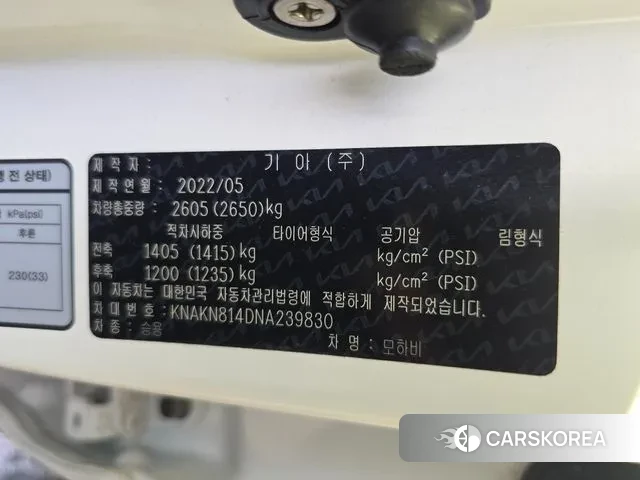 행 전 상태)
kPa(psi)
후륜
230(33)
제 작 자 : 기 아 (주)
제작연월 : 2022/05
차량총중량 : 2605(2650)kg
적차시하중 타이어형식 공기압 림형식
전축 1405 (1415)kg kg/cm² (PSI)
후축 1200 (1235)kg kg/cm² (PSI)
이 자동차는 대한민국 자동차관리법령에 적합하게 제작되었습니다.
차 대 번 호 : KNAKN814DNA239830
차 종 : 승용 차 명 : 모하비
CARSKOREA